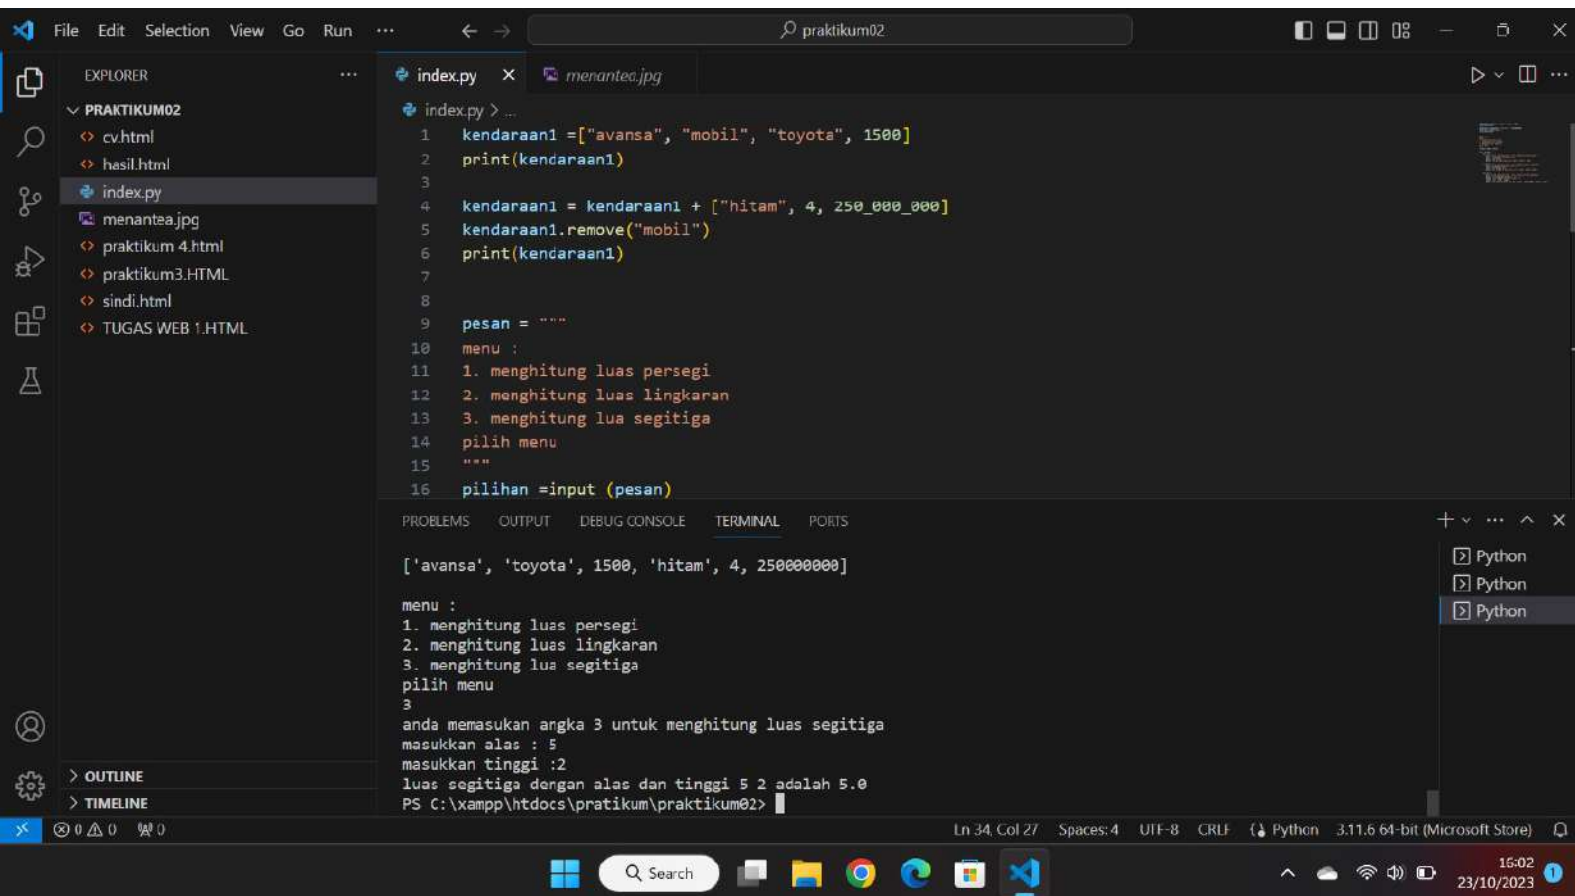 File Edit Selection View Go Run ··· ← → praktikum02
EXPLORER ···
PRAKTIKUM02
cv.html
hasil.html
index.py
menantea.jpg
praktikum 4.html
praktikum3.HTML
sindi.html
TUGAS WEB 1.HTML
OUTLINE
TIMELINE
index.py × menantea.jpg
index.py > ...
1 kendaraan1 =["avansa", "mobil", "toyota", 1500]
2 print(kendaraan1)
3
4 kendaraan1 = kendaraan1 + ["hitam", 4, 250_000_000]
5 kendaraan1.remove("mobil")
6 print(kendaraan1)
7
8
9 pesan = """
10 menu :
11 1. menghitung luas persegi
12 2. menghitung luas lingkaran
13 3. menghitung lua segitiga
14 pilih menu
15 """
16 pilihan =input (pesan)
PROBLEMS OUTPUT DEBUG CONSOLE TERMINAL PORTS
['avansa', 'toyota', 1500, 'hitam', 4, 250000000]
menu :
1. menghitung luas persegi
2. menghitung luas lingkaran
3. menghitung lua segitiga
pilih menu
3
anda memasukan angka 3 untuk menghitung luas segitiga
masukkan alas : 5
masukkan tinggi :2
luas segitiga dengan alas dan tinggi 5 2 adalah 5.0
PS C:\xampp\htdocs\pratikum\praktikum02>
Python
Python
Python
0 0 0 Ln 34, Col 27 Spaces: 4 UTF-8 CRLF Python 3.11.6 64-bit (Microsoft Store)
Search
16:02
23/10/2023
1